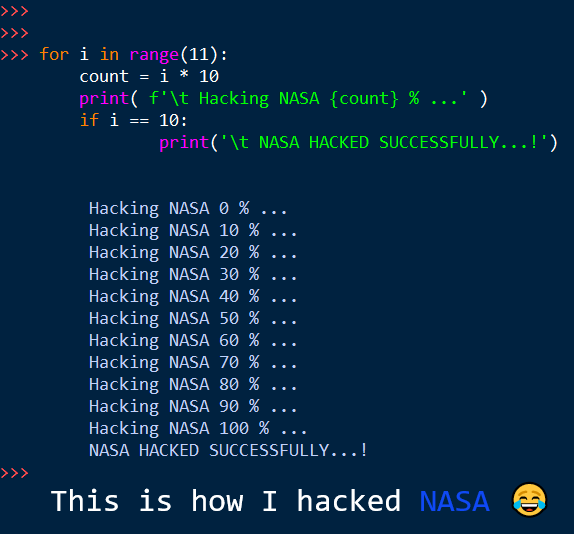 >>>
>>>
>>> for i in range(11):
        count = i * 10
        print( f'\t Hacking NASA {count} % ...' )
        if i == 10:
                print('\t NASA HACKED SUCCESSFULLY...!')
Hacking NASA 0 % ...
Hacking NASA 10 % ...
Hacking NASA 20 % ...
Hacking NASA 30 % ...
Hacking NASA 40 % ...
Hacking NASA 50 % ...
Hacking NASA 60 % ...
Hacking NASA 70 % ...
Hacking NASA 80 % ...
Hacking NASA 90 % ...
Hacking NASA 100 % ...
NASA HACKED SUCCESSFULLY...!
>>>
This is how I hacked NASA 😂